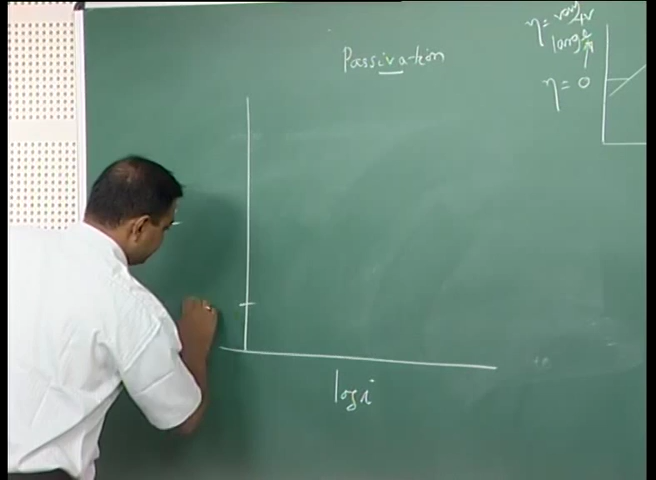 Passivation
η = very
large
η = 0
log i